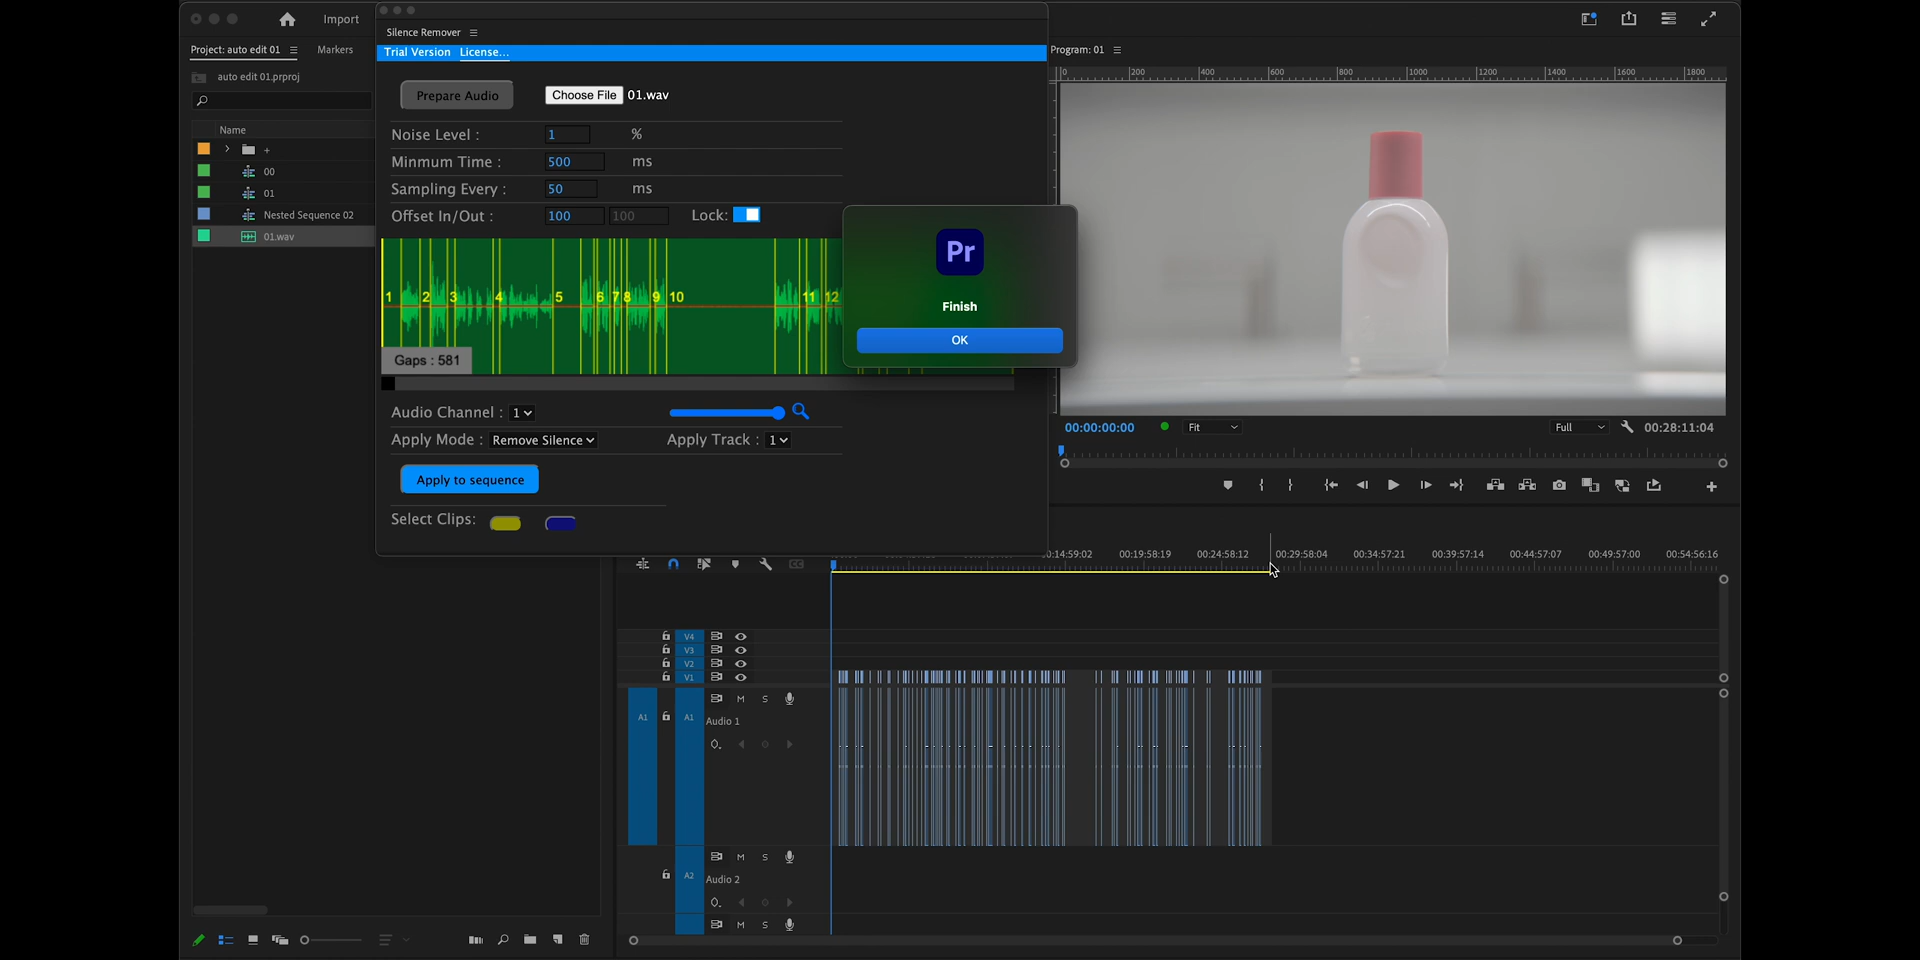 Import
Silence Remover
Trial Version License...
Project: auto edit 01
Markers
auto edit 01.prproj
Name
+
00
01
Nested Sequence 02
01.wav
Prepare Audio
Choose File 01.wav
Noise Level : 1 %
Minmum Time : 500 ms
Sampling Every : 50 ms
Offset In/Out : 100 100 Lock:
1 2 3 4 5 6 7 8 9 10 11 12
Gaps : 581
Audio Channel : 1
Apply Mode : Remove Silence Apply Track : 1
Apply to sequence
Select Clips:
Pr
Finish
OK
Program: 01
0 200 400 600 800 1000 1200 1400 1600 1800
00:00:00:00 Fit Full 00:28:11:04
00:14:59:02 00:19:58:19 00:24:58:12 00:29:58:04 00:34:57:21 00:39:57:14 00:44:57:07 00:49:57:00 00:54:56:16
CC
V4
V3
V2
V1
M S
A1 A1 Audio 1
M S
A2 Audio 2
M S